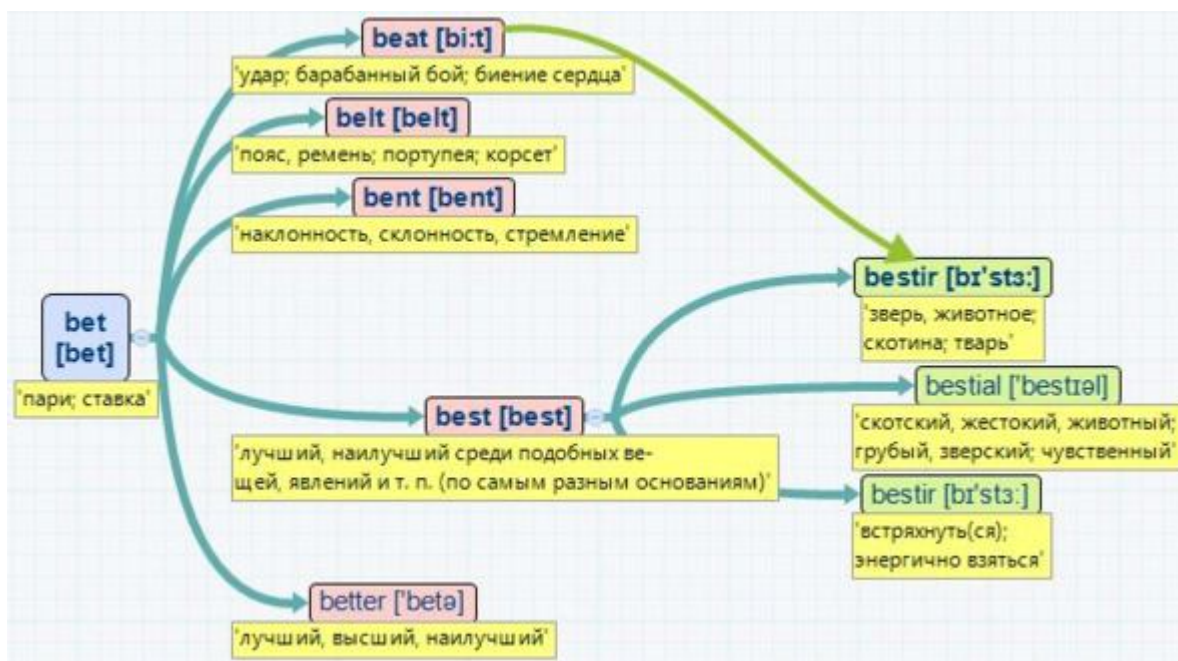 beat [bi:t]
'удар; барабанный бой; биение сердца'
belt [belt]
'пояс, ремень; портупея; корсет'
bent [bent]
'наклонность, склонность, стремление'
bestir [bɪ'stɜ:]
'зверь, животное;
скотина; тварь'
bet
[bet]
'пари; ставка'
bestial ['bestɪəl]
'скотский, жестокий, животный;
грубый, зверский; чувственный'
best [best]
'лучший, наилучший среди подобных ве-
щей, явлений и т. п. (по самым разным основаниям)'
bestir [bɪ'stɜ:]
'встряхнуть(ся);
энергично взяться'
better ['betə]
'лучший, высший, наилучший'